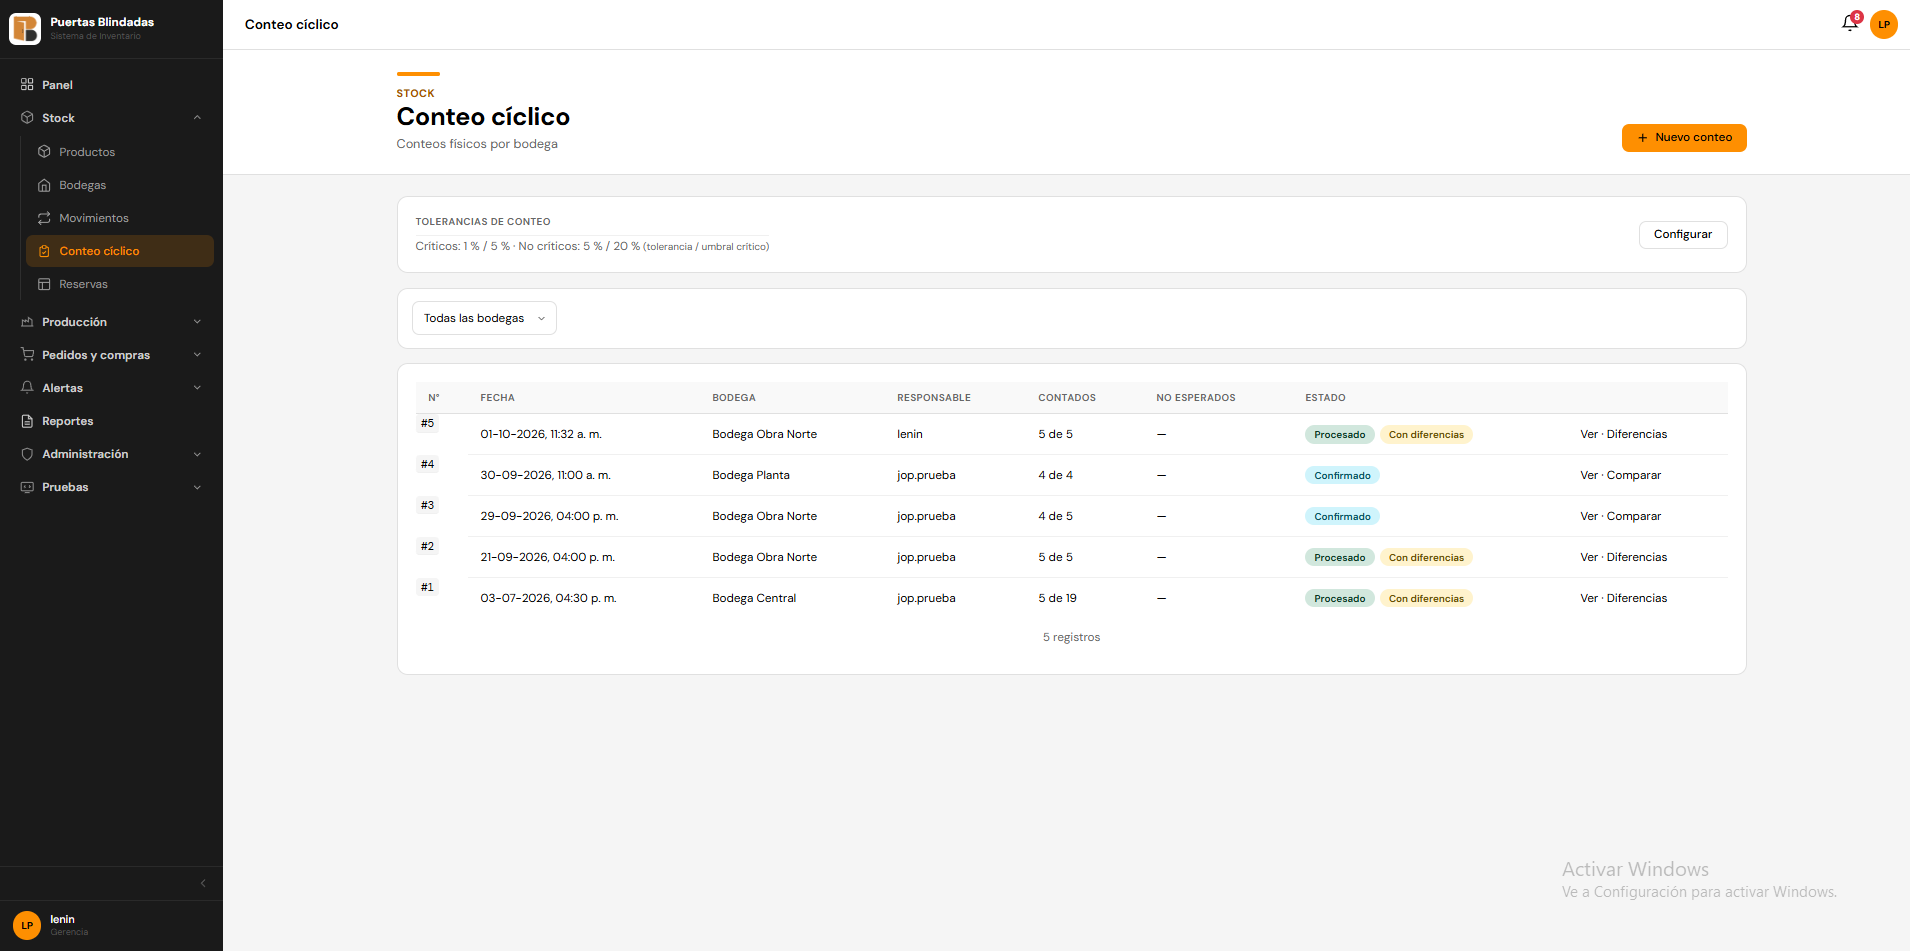 Puertas Blindadas
Sistema de Inventario
Conteo cíclico
8
LP
Panel
Stock
Productos
Bodegas
Movimientos
Conteo cíclico
Reservas
Producción
Pedidos y compras
Alertas
Reportes
Administración
Pruebas
lenin
Gerencia
LP
STOCK
Conteo cíclico
Conteos físicos por bodega
+ Nuevo conteo
TOLERANCIAS DE CONTEO
Críticos: 1 % / 5 % · No críticos: 5 % / 20 % (tolerancia / umbral crítico)
Configurar
Todas las bodegas
N° FECHA BODEGA RESPONSABLE CONTADOS NO ESPERADOS ESTADO
#5 01-10-2026, 11:32 a. m. Bodega Obra Norte lenin 5 de 5 — Procesado Con diferencias Ver · Diferencias
#4 30-09-2026, 11:00 a. m. Bodega Planta jop.prueba 4 de 4 — Confirmado Ver · Comparar
#3 29-09-2026, 04:00 p. m. Bodega Obra Norte jop.prueba 4 de 5 — Confirmado Ver · Comparar
#2 21-09-2026, 04:00 p. m. Bodega Obra Norte jop.prueba 5 de 5 — Procesado Con diferencias Ver · Diferencias
#1 03-07-2026, 04:30 p. m. Bodega Central jop.prueba 5 de 19 — Procesado Con diferencias Ver · Diferencias
5 registros
Activar Windows
Ve a Configuración para activar Windows.